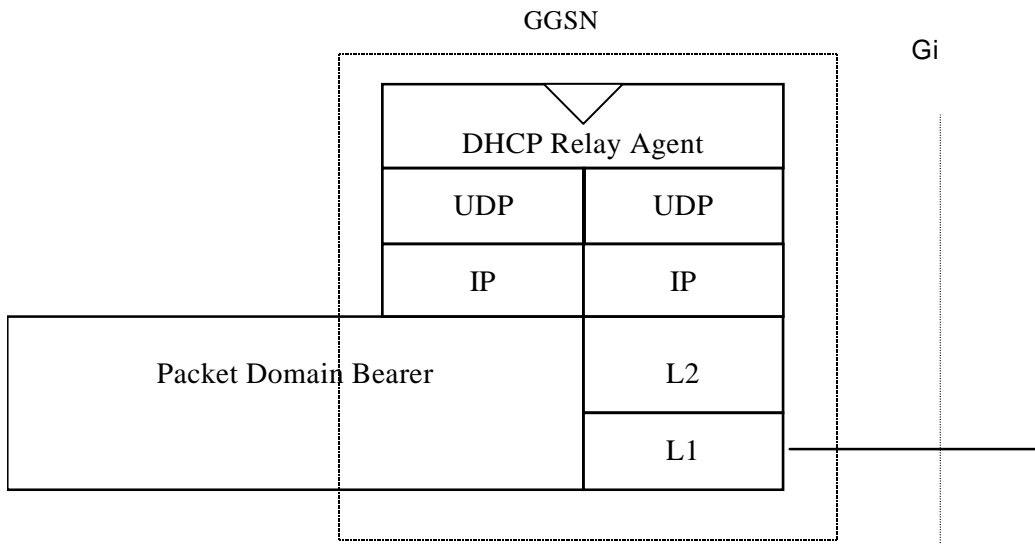 GGSN
Gi
DHCP Relay Agent
UDP UDP
IP IP
Packet Domain Bearer L2
L1